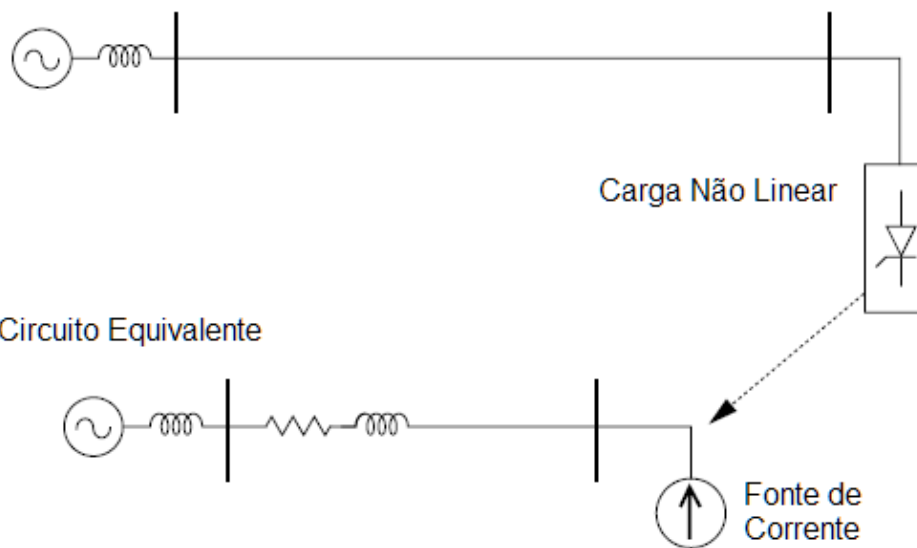 Carga Não Linear
Circuito Equivalente
Fonte de
Corrente